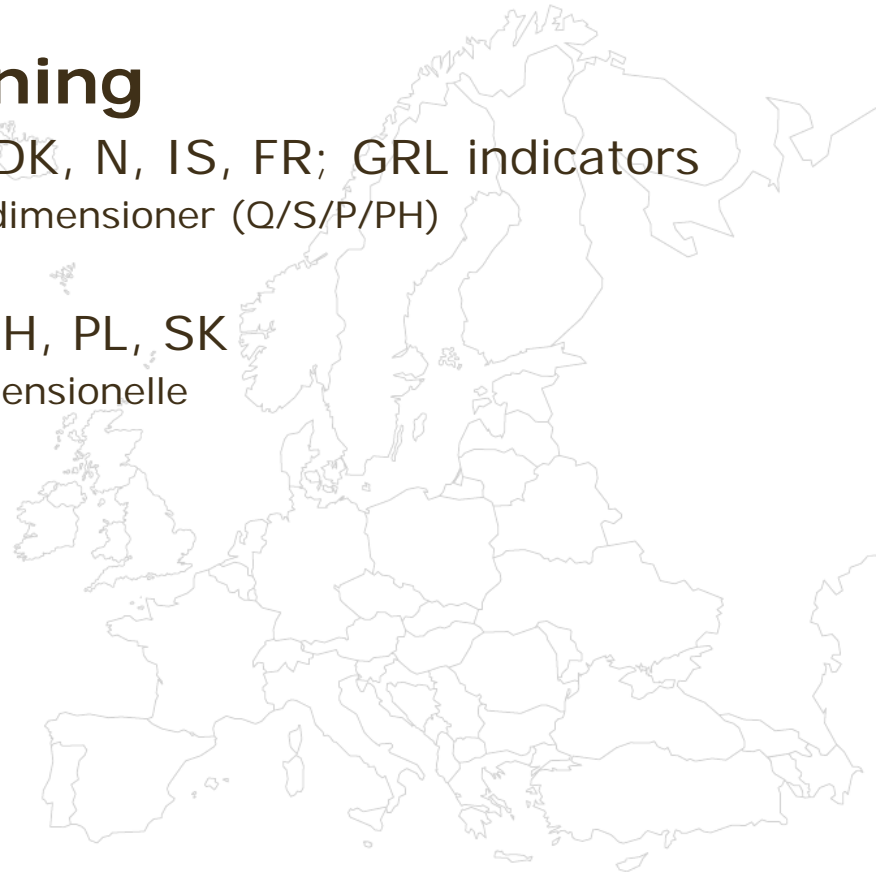 ning
DK, N, IS, FR; GRL indicators
dimensioner (Q/S/P/PH)
H, PL, SK
ensionelle